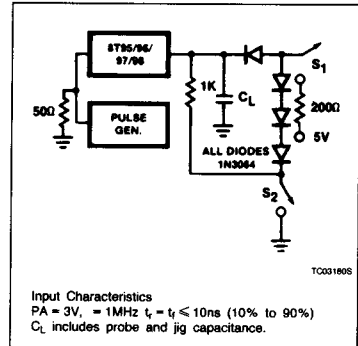 8T95/96/
97/98
S1
1K
CL
200Ω
50Ω
PULSE
GEN.
5V
ALL DIODES
1N3064
S2
TC03180S
Input Characteristics
PA = 3V, = 1MHz tr = tf ≤ 10ns (10% to 90%)
CL includes probe and jig capacitance.